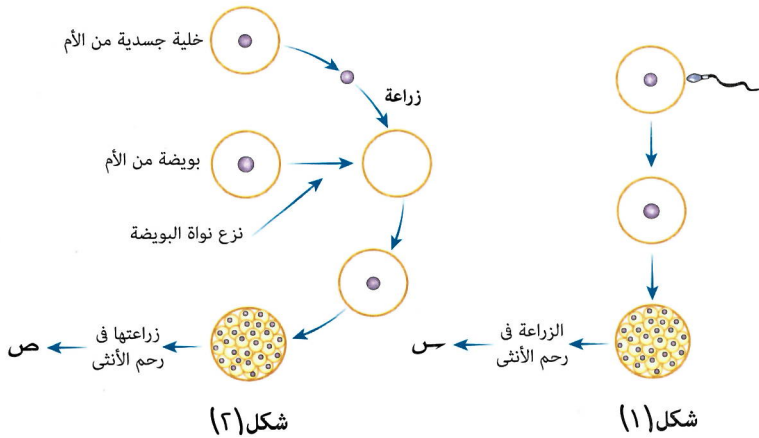 خلية جسدية من الأم
زراعة
بويضة من الأم
نزع نواة البويضة
زراعتها فى
رحم الأنثى
ص
الزراعة فى
رحم الأنثى
س
شكل (١)
شكل (٢)